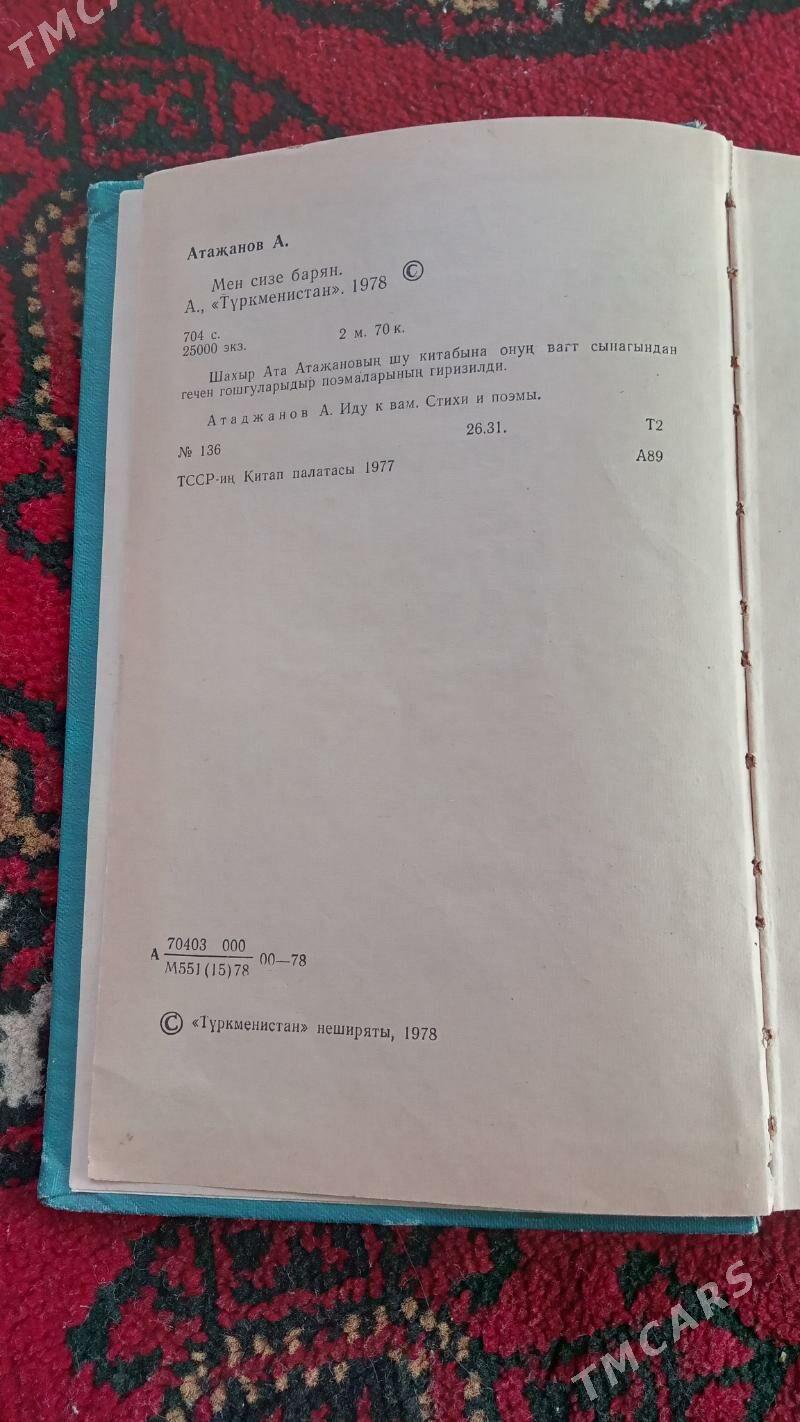 TMCARS
Атаҗанов А.
Мен сизе барян.
А., «Түркменистан». 1978 ©
704 с.
25000 экз. 2 м. 70 к.
Шахыр Ата Атаҗановың шу китабына онуң вагт сынагындан
гечен гошгуларыдыр поэмаларының гиризилди.
Атаджанов А. Иду к вам. Стихи и поэмы.
№ 136 26.31. Т2
ТССР-иң Китап палатасы 1977 А89
А 70403 000
М551(15)78 00—78
© «Түркменистан» неширяты, 1978
TMCARS